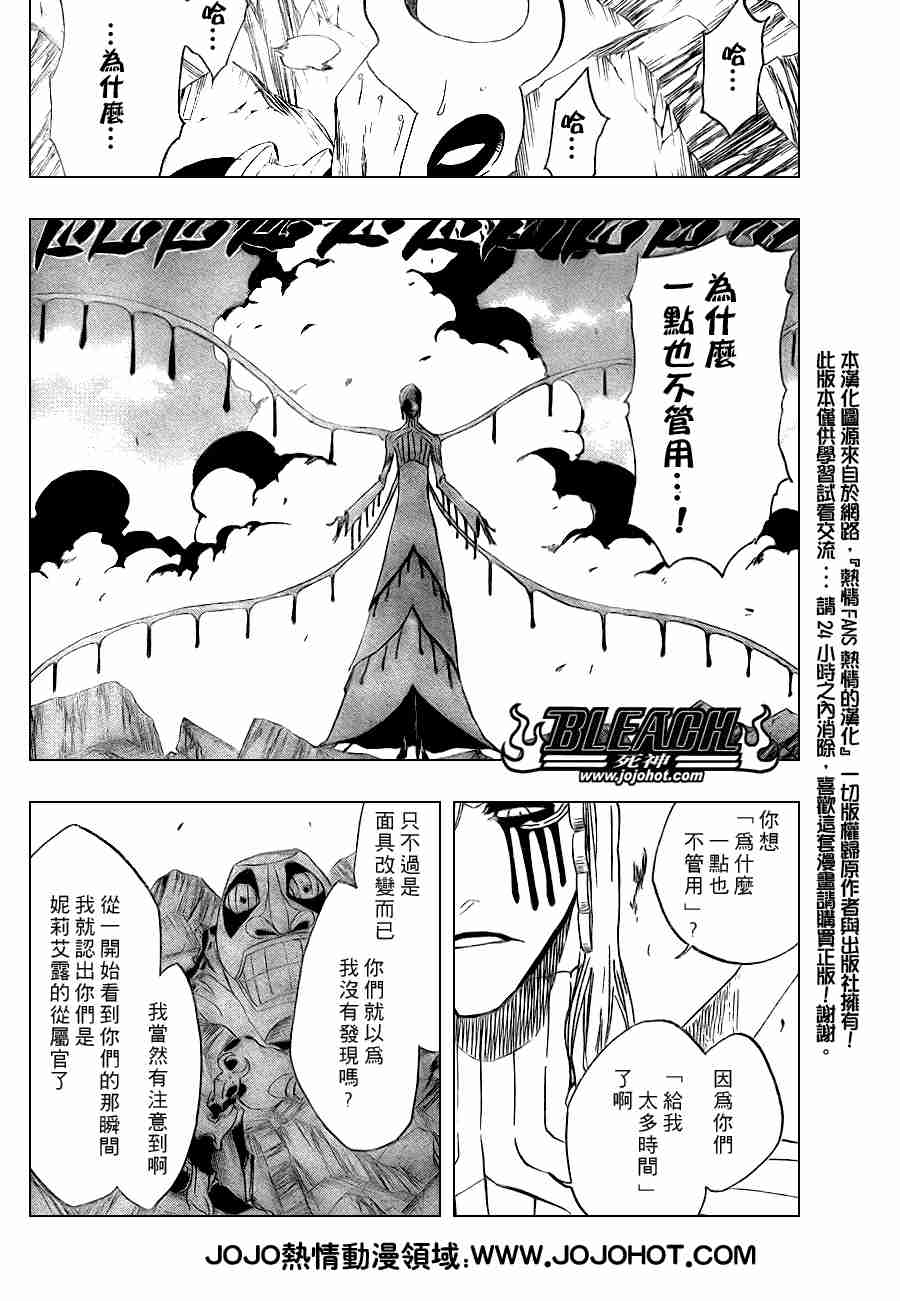 哈…
哈…
哈…
…為什麼…
為什麼
一點也不管用…！
BLEACH
死神
www.jojohot.com
你想
「爲什麼
一點也
不管用」？
因爲你們
「給我
太多時間」
了啊
只不過是
面具改變而已
你們就以爲
我沒有發現嗎？
我當然有注意到啊
從一開始看到你們的那瞬間
我就認出你們是
妮莉艾露的從屬官了
本漢化圖源來自於網路，『熱情FANS熱情的漢化』一切版權歸原作者與出版社擁有！
此版本僅供學習試看交流... 請24小時之內消除，喜歡這套漫畫請購買正版！謝謝。
JOJO熱情動漫領域:WWW.JOJOHOT.COM